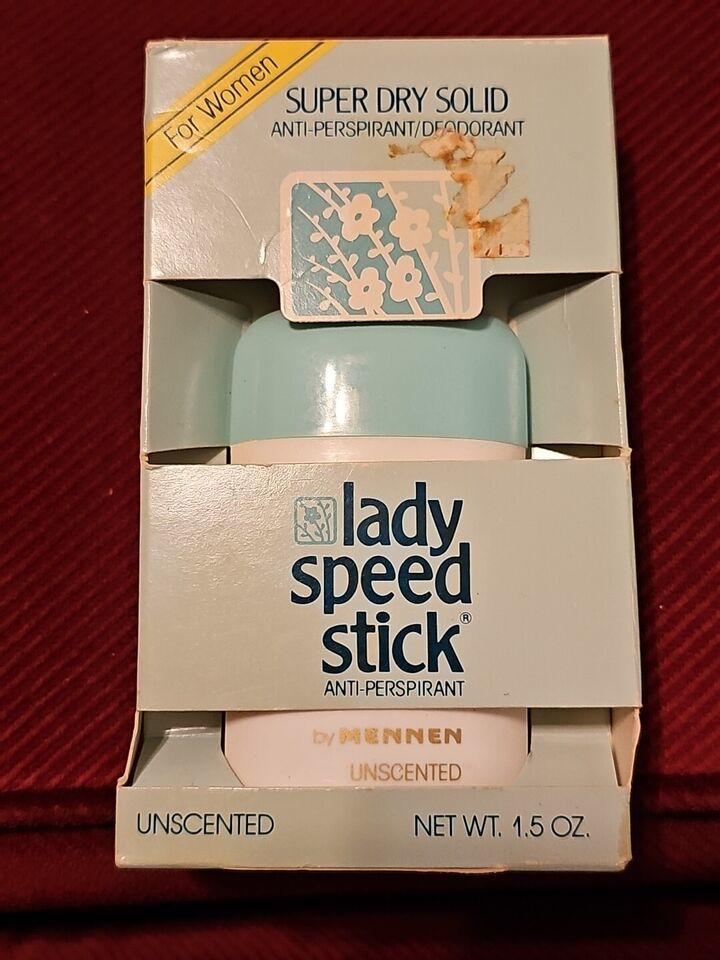 For Women
SUPER DRY SOLID
ANTI-PERSPIRANT/DEODORANT
lady
speed
stick®
ANTI-PERSPIRANT
by MENNEN
UNSCENTED
UNSCENTED NET WT. 1.5 OZ.